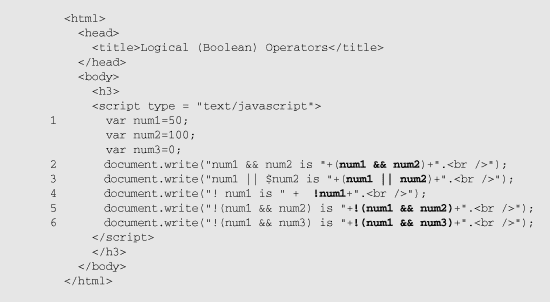 <html>
<head>
<title>Logical (Boolean) Operators</title>
</head>
<body>
<h3>
<script type = "text/javascript">
1 var num1=50;
var num2=100;
var num3=0;
2 document.write("num1 && num2 is "+(num1 && num2)+".<br />");
3 document.write("num1 || $num2 is "+(num1 || num2)+".<br />");
4 document.write("! num1 is " + !num1+".<br />");
5 document.write("!(num1 && num2) is "+!(num1 && num2)+".<br />");
6 document.write("!(num1 && num3) is "+!(num1 && num3)+".<br />");
</script>
</h3>
</body>
</html>